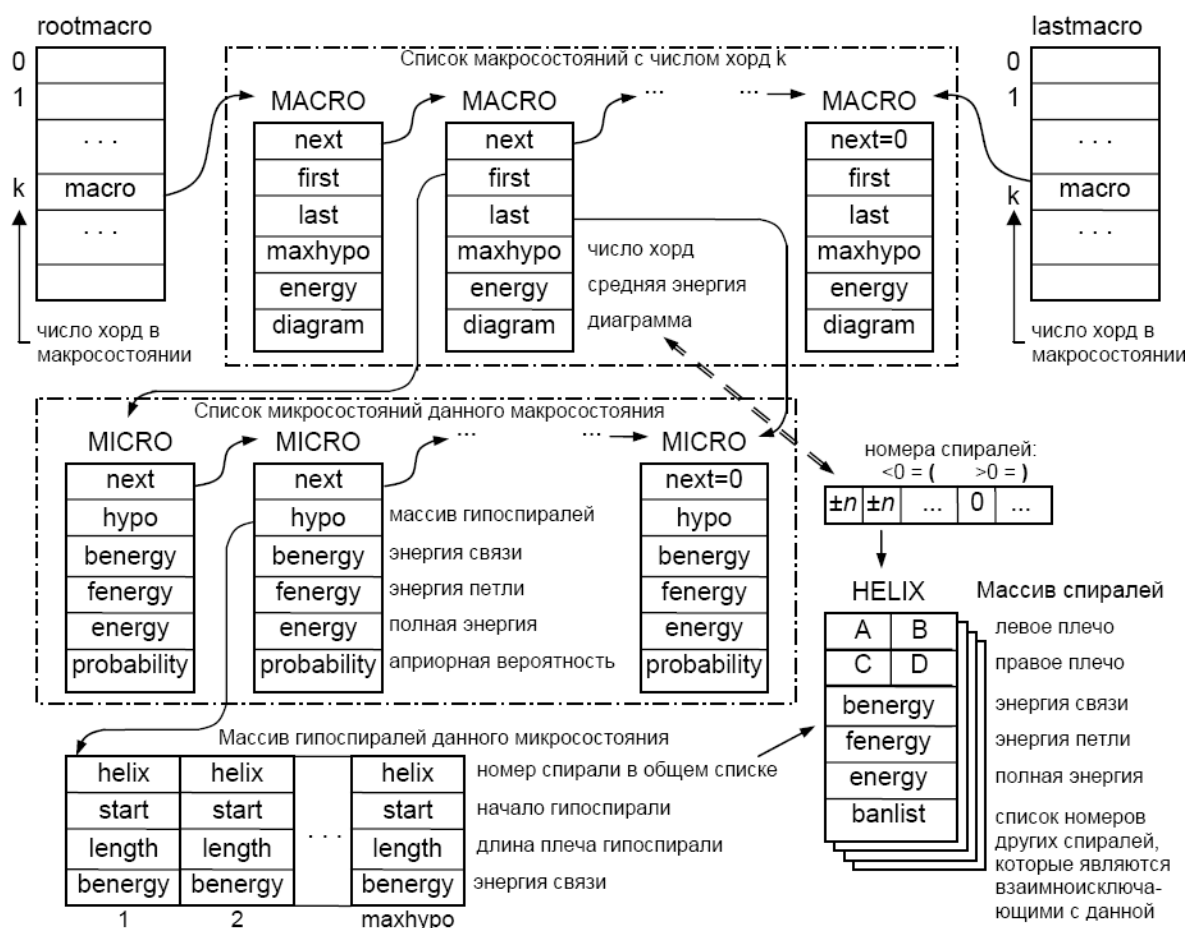 rootmacro
0
1
. . .
k
macro
. . .
число хорд в
макросостоянии
Список макросостояний с числом хорд k
MACRO
next
first
last
maxhypo
energy
diagram
MACRO
next
first
last
maxhypo
energy
diagram
число хорд
средняя энергия
диаграмма
...
...
MACRO
next=0
first
last
maxhypo
energy
diagram
lastmacro
0
1
. . .
k
macro
. . .
число хорд в
макросостоянии
Список микросостояний данного макросостояния
MICRO
next
hypo
benergy
fenergy
energy
probability
MICRO
next
hypo
benergy
fenergy
energy
probability
массив гипоспиралей
энергия связи
энергия петли
полная энергия
априорная вероятность
...
...
MICRO
next=0
hypo
benergy
fenergy
energy
probability
номера спиралей:
<0 = ( >0 = )
±n ±n ... 0 ...
HELIX
Массив спиралей
A B
левое плечо
C D
правое плечо
benergy
энергия связи
fenergy
энергия петли
energy
полная энергия
banlist
список номеров
других спиралей,
которые являются
взаимноисключа-
ющими с данной
Массив гипоспиралей данного микросостояния
helix helix helix
номер спирали в общем списке
start start start
начало гипоспирали
. . .
length length length
длина плеча гипоспирали
benergy benergy benergy
энергия связи
1 2 maxhypo